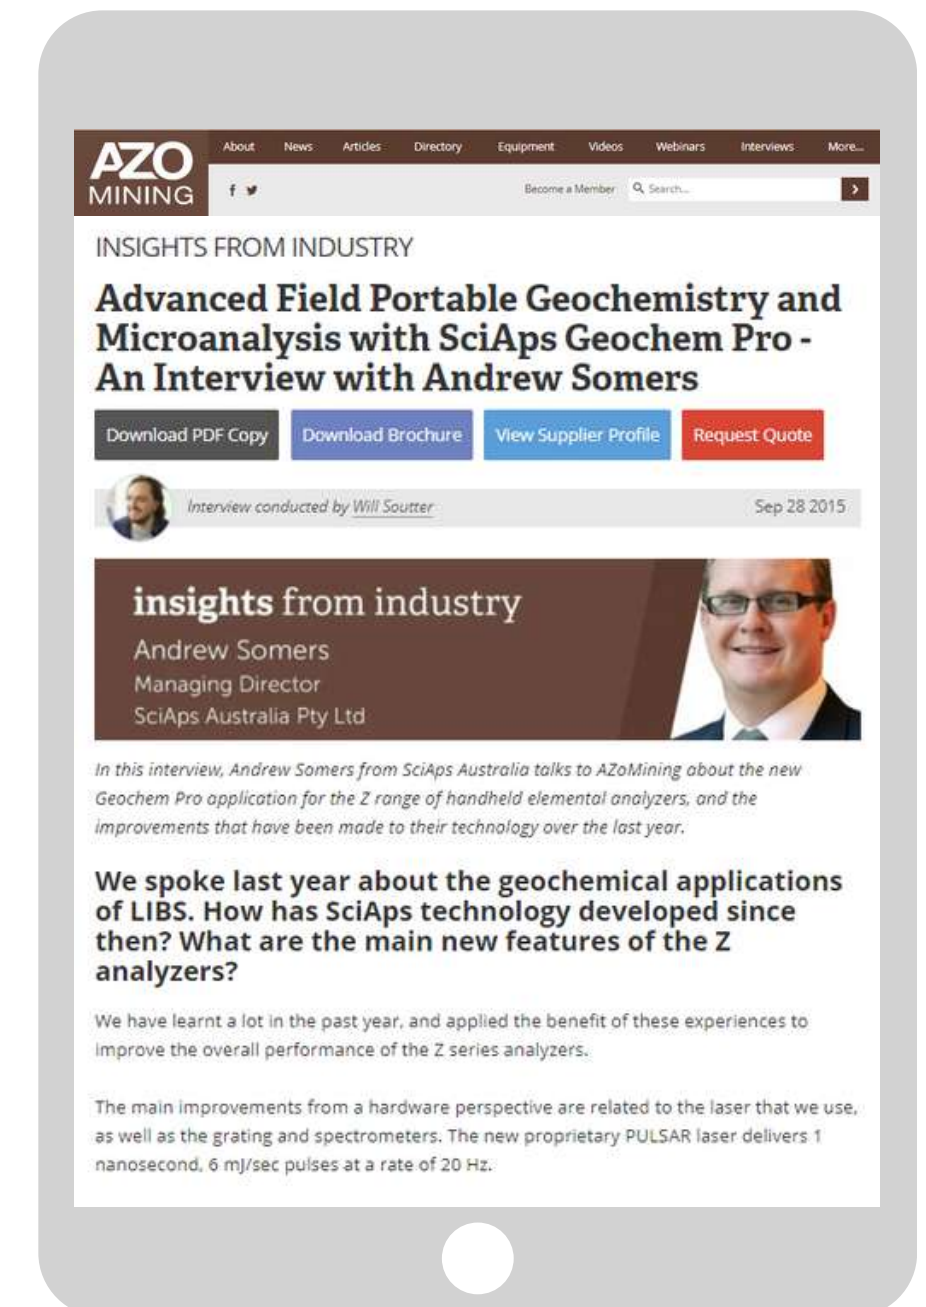 AZO
MINING
About News Articles Directory Equipment Videos Webinars Interviews More...
Become a Member Search...
INSIGHTS FROM INDUSTRY
Advanced Field Portable Geochemistry and
Microanalysis with SciAps Geochem Pro -
An Interview with Andrew Somers
Download PDF Copy Download Brochure View Supplier Profile Request Quote
Interview conducted by Will Soutter Sep 28 2015
insights from industry
Andrew Somers
Managing Director
SciAps Australia Pty Ltd
In this interview, Andrew Somers from SciAps Australia talks to AZoMining about the new
Geochem Pro application for the Z range of handheld elemental analyzers, and the
improvements that have been made to their technology over the last year.
We spoke last year about the geochemical applications
of LIBS. How has SciAps technology developed since
then? What are the main new features of the Z
analyzers?
We have learnt a lot in the past year, and applied the benefit of these experiences to
improve the overall performance of the Z series analyzers.
The main improvements from a hardware perspective are related to the laser that we use,
as well as the grating and spectrometers. The new proprietary PULSAR laser delivers 1
nanosecond, 6 mJ/sec pulses at a rate of 20 Hz.